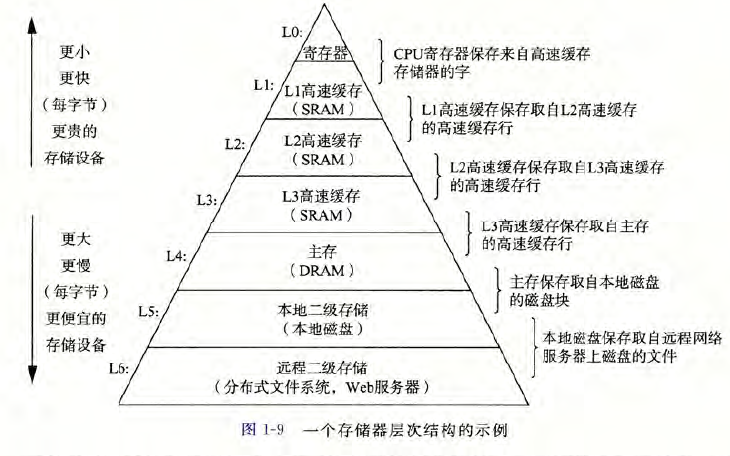 更小
更快
（每字节）
更贵的
存储设备
更大
更慢
（每字节）
更便宜的
存储设备
L0:
寄存器
CPU寄存器保存来自高速缓存
存储器的字
L1:
L1高速缓存
（SRAM）
L1高速缓存保存取自L2高速缓存
的高速缓存行
L2:
L2高速缓存
（SRAM）
L2高速缓存保存取自L3高速缓存
的高速缓存行
L3:
L3高速缓存
（SRAM）
L3高速缓存保存取自主存
的高速缓存行
L4:
主存
（DRAM）
主存保存取自本地磁盘
的磁盘块
L5:
本地二级存储
（本地磁盘）
本地磁盘保存取自远程网络
服务器上磁盘的文件
L6:
远程二级存储
（分布式文件系统，Web服务器）
图 1-9 一个存储器层次结构的示例